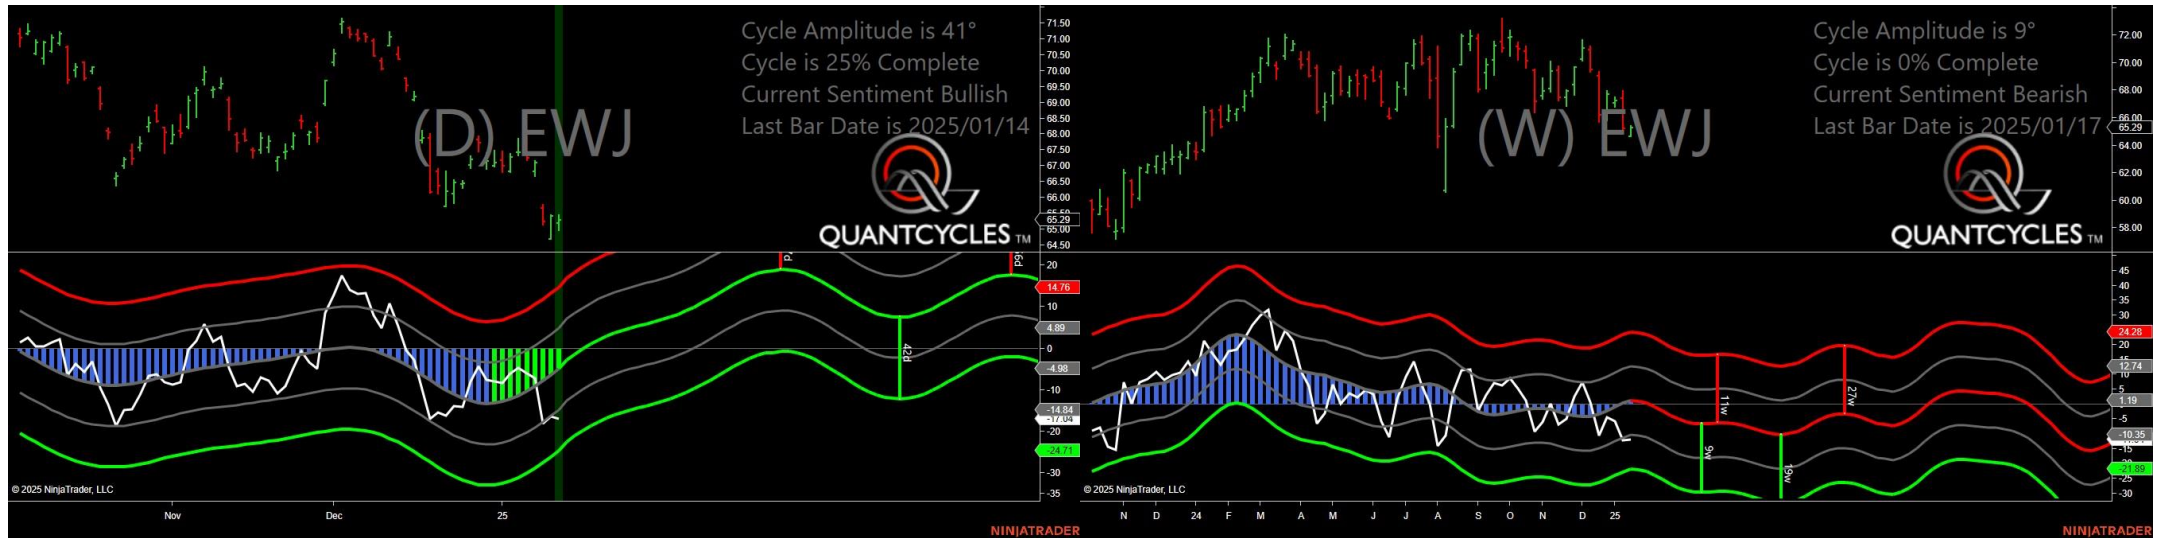 Cycle Amplitude is 41°
Cycle is 25% Complete
Current Sentiment Bullish
Last Bar Date is 2025/01/14
(D) EWJ
QUANTCYCLES TM
71.50
71.00
70.50
70.00
69.50
69.00
68.50
68.00
67.50
67.00
66.50
66.00
65.29
65.00
64.50
42d
20
14.76
10
4.89
0
-4.98
-10
-14.84
-17.04
-20
-24.71
-30
-35
© 2025 NinjaTrader, LLC
Nov
Dec
25
NINJATRADER
Cycle Amplitude is 9°
Cycle is 0% Complete
Current Sentiment Bearish
Last Bar Date is 2025/01/17
(W) EWJ
QUANTCYCLES TM
72.00
70.00
68.00
66.00
65.29
64.00
62.00
60.00
58.00
11w
27w
9w
19w
45
40
35
30
24.28
20
15
12.74
10
5
1.19
-5
-10.35
-15
-21.89
-25
-30
© 2025 NinjaTrader, LLC
N D 24 F M A M J J A S O N D 25
NINJATRADER